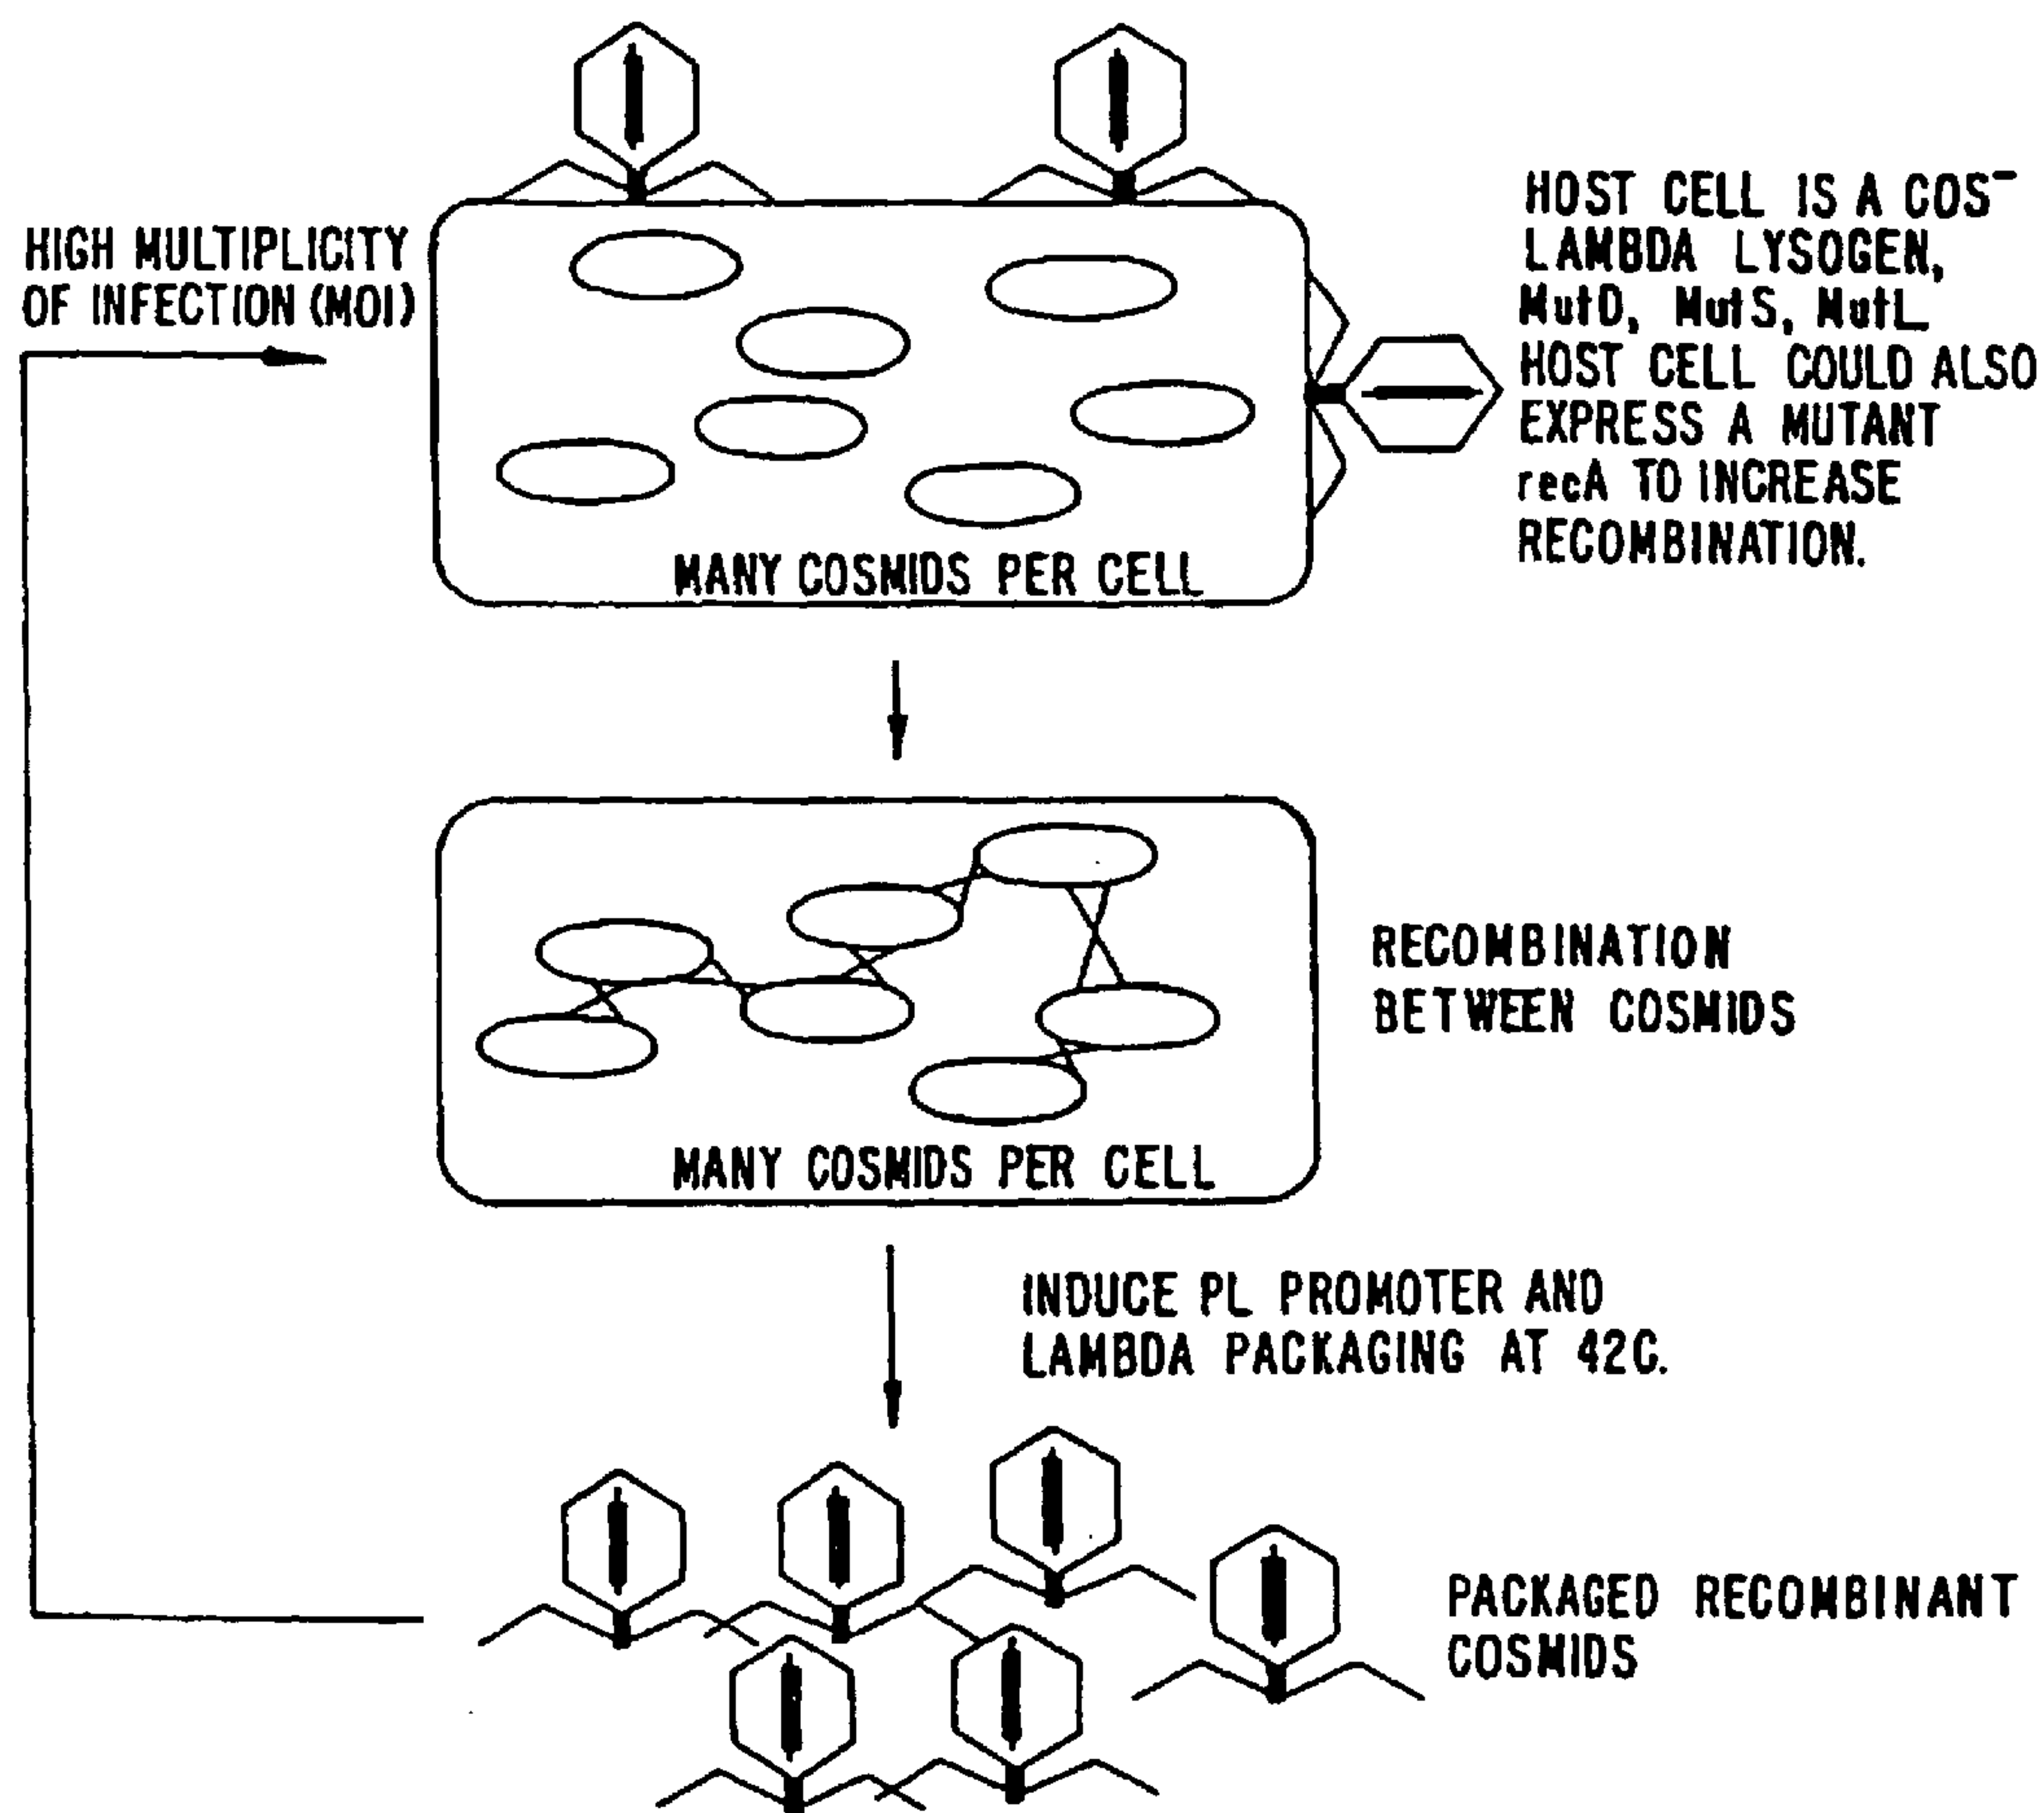 HIGH MULTIPLICITY
OF INFECTION (MOI)
HOST CELL IS A COS⁻
LAMBDA LYSOGEN,
MutD, MutS, MutL
HOST CELL COULD ALSO
EXPRESS A MUTANT
recA TO INCREASE
RECOMBINATION.
MANY COSMIDS PER CELL
RECOMBINATION
BETWEEN COSMIDS
MANY COSMIDS PER CELL
INDUCE PL PROMOTER AND
LAMBDA PACKAGING AT 42C.
PACKAGED RECOMBINANT
COSMIDS